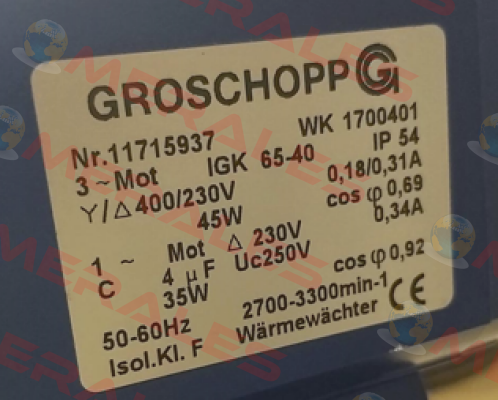 GROSCHOPP G
Nr.11715937 WK 1700401
3~Mot IGK 65-40 IP 54
Y/△400/230V 0,18/0,31A
45W cos φ 0,69
1 ~ Mot △ 230V 0,34A
C 4 μF Uc250V
35W cos φ 0,92
50-60Hz 2700-3300min-1
Isol.Kl. F Wärmewächter CE
MERALES